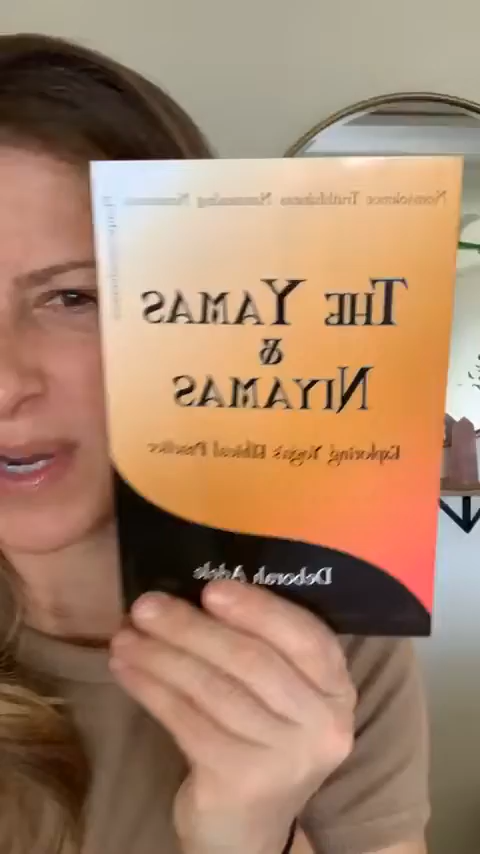 Nonviolence Truthfulness Nonstealing
THE YAMAS
&
NIYAMAS
Exploring Yoga's Ethical Practice
Deborah Adele